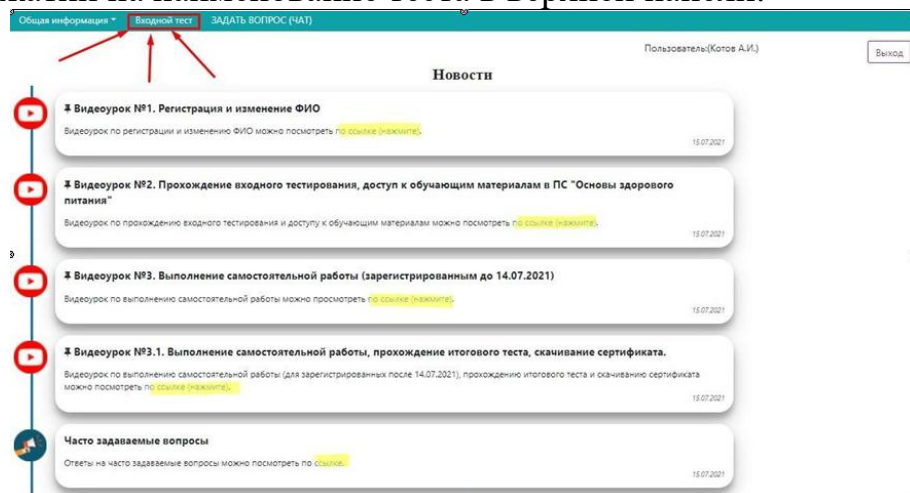 Общая информация Входной тест ЗАДАТЬ ВОПРОС (ЧАТ)
Пользователь:(Котов А.И.)
Выход
Новости
Видеоурок №1. Регистрация и изменение ФИО
Видеоурок по регистрации и изменению ФИО можно посмотреть по ссылке (нажмите).
15.07.2021
Видеоурок №2. Прохождение входного тестирования, доступ к обучающим материалам в ПС "Основы здорового
питания"
Видеоурок по прохождению входного тестирования и доступу к обучающим материалам можно посмотреть по ссылке (нажмите).
15.07.2021
Видеоурок №3. Выполнение самостоятельной работы (зарегистрированным до 14.07.2021)
Видеоурок по выполнению самостоятельной работы можно просмотреть по ссылке (нажмите).
15.07.2021
Видеоурок №3.1. Выполнение самостоятельной работы, прохождение итогового теста, скачивание сертификата.
Видеоурок по выполнению самостоятельной работы (для зарегистрированных после 14.07.2021), прохождению итогового теста и скачиванию сертификата
можно посмотреть по ссылке (нажмите).
15.07.2021
Часто задаваемые вопросы
Ответы на часто задаваемые вопросы можно посмотреть по ссылке.
15.07.2021